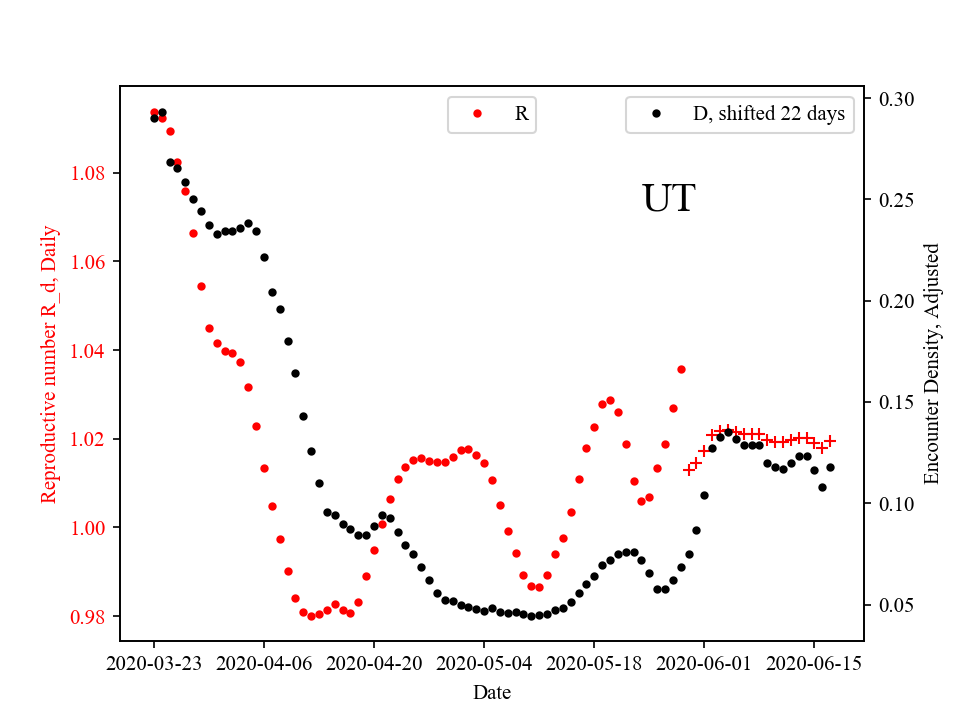 R
D, shifted 22 days
UT
1.08
1.06
1.04
1.02
1.00
0.98
Reproductive number R_d, Daily
0.30
0.25
0.20
0.15
0.10
0.05
Encounter Density, Adjusted
2020-03-23 2020-04-06 2020-04-20 2020-05-04 2020-05-18 2020-06-01 2020-06-15
Date